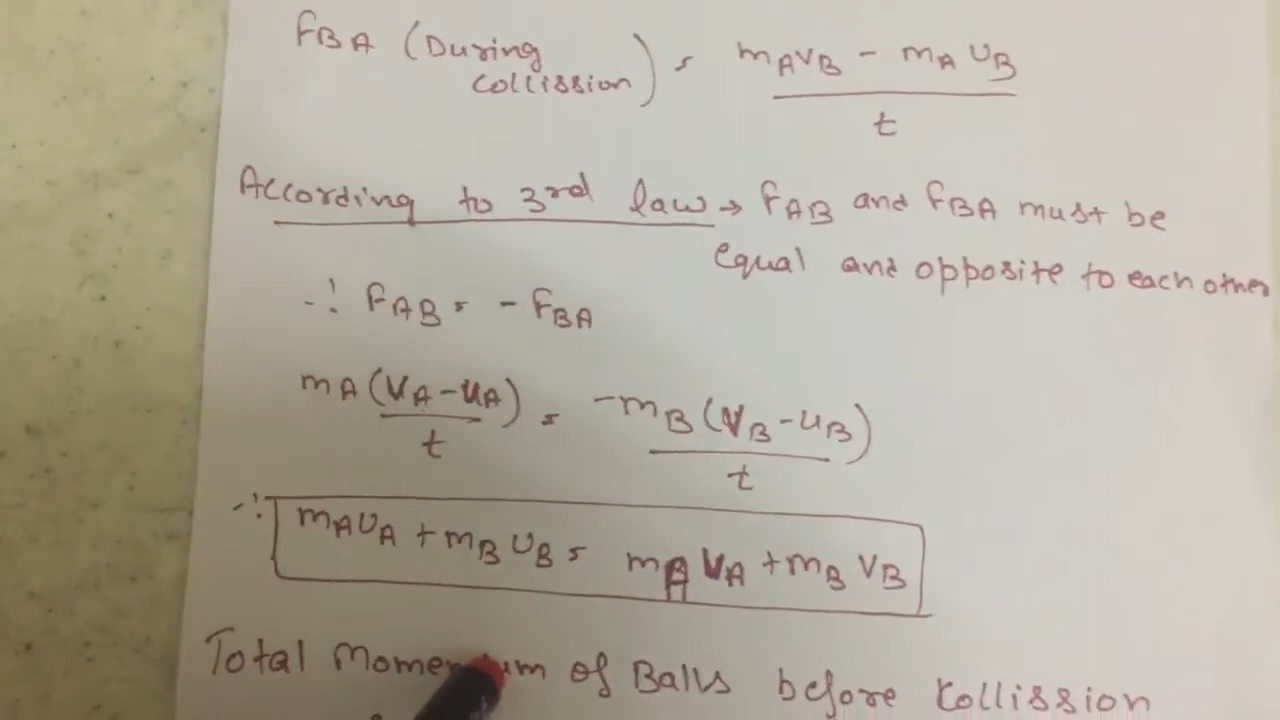 FBA (During collission) = mAvB - mAuB / t
According to 3rd law → FAB and FBA must be
equal and opposite to each other
∴ FAB = - FBA
mA(vA-uA) / t = -mB(vB-uB) / t
∴ mAuA + mBuB = mAvA + mBvB
Total Momentum of Balls before collission